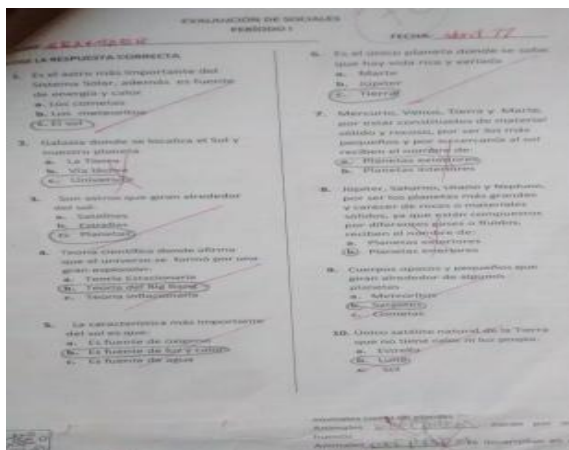 EVALUACIÓN DE SOCIALES
PERÍODO I
FECHA: abril 22
LA RESPUESTA CORRECTA
1. Es el astro más importante del
Sistema Solar, además es fuente
de energía y calor
a. Los cometas
b. Los meteoritos
c. El sol
2. Galaxia donde se localiza el Sol y
nuestro planeta
a. La Tierra
b. Vía láctea
c. Universo
3. Son astros que giran alrededor
del sol.
a. Satélites
b. Estrellas
c. Planetas
4. Teoría científica donde afirma
que el universo se formó por una
gran explosión.
a. Teoría Estacionaria
b. Teoría del Big Bang
c. Teoría inflacionaria
5. La característica más importante
del sol es que:
a. Es fuente de oxígeno
b. Es fuente de luz y calor
c. Es fuente de agua
6. Es el único planeta donde se sabe
que hay vida rica y variada
a. Marte
b. Júpiter
c. Tierra
7. Mercurio, Venus, Tierra y Marte,
por estar constituidos de material
sólido y rocoso, por ser los más
pequeños y por su cercanía al sol
reciben el nombre de:
a. Planetas exteriores
b. Planetas interiores
8. Júpiter, Saturno, Urano y Neptuno,
por ser los planetas más grandes
y carecer de rocas o materiales
sólidos, ya que están compuestos
por diferentes gases o fluidos,
reciben el nombre de:
a. Planetas exteriores
b. Planetas interiores
9. Cuerpos opacos y pequeños que
giran alrededor de algunos
planetas
a. Meteoritos
b. Satélites
c. Cometas
10. Único satélite natural de la Tierra
que no tiene calor ni luz propia.
a. Estrella
b. Luna
c. Sol
Animales
Animales